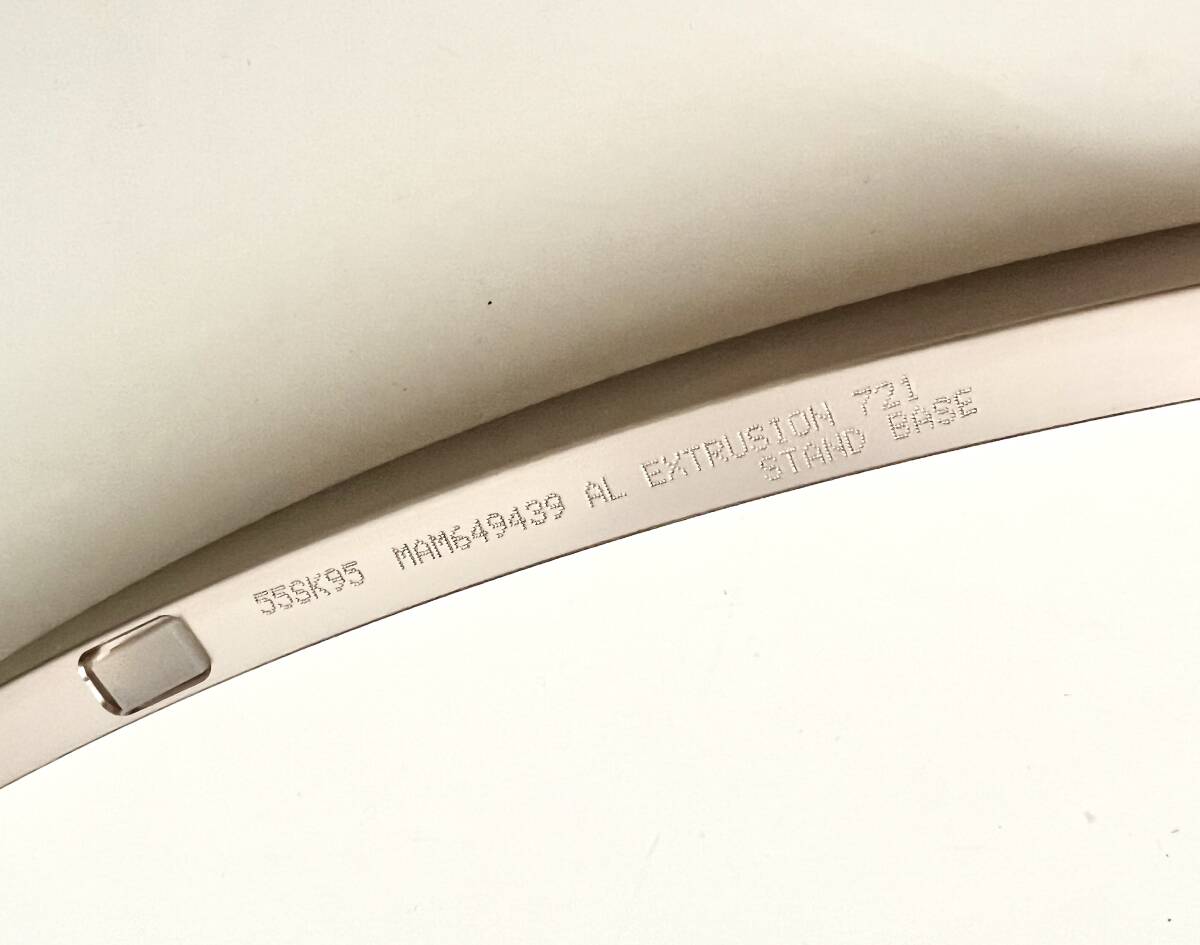 55SK95 MAM649439 AL EXTRUSION 721
STAND BASE